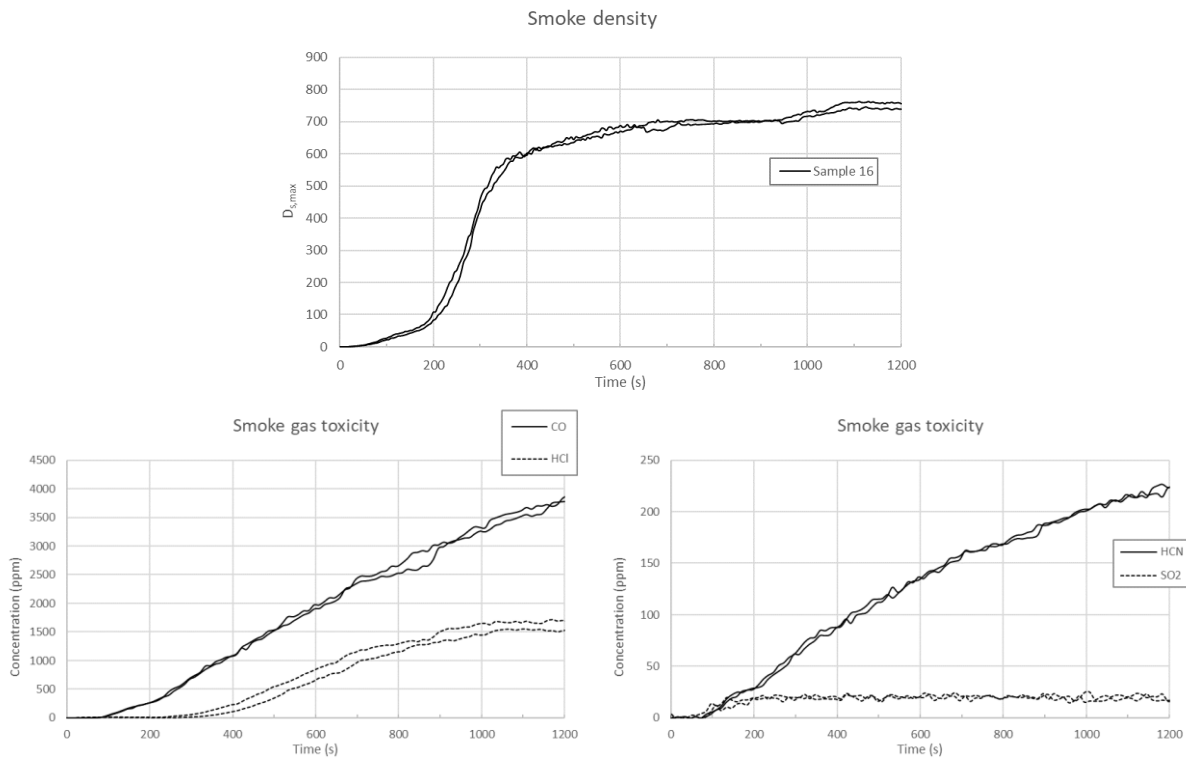 Smoke density
900
800
700
600
500
400
300
200
100
0
D_{s,max}
Sample 16
0 200 400 600 800 1000 1200
Time (s)
Smoke gas toxicity
CO
HCl
4500
4000
3500
3000
2500
2000
1500
1000
500
0
Concentration (ppm)
0 200 400 600 800 1000 1200
Time (s)
Smoke gas toxicity
250
200
150
100
50
0
Concentration (ppm)
HCN
SO2
0 200 400 600 800 1000 1200
Time (s)